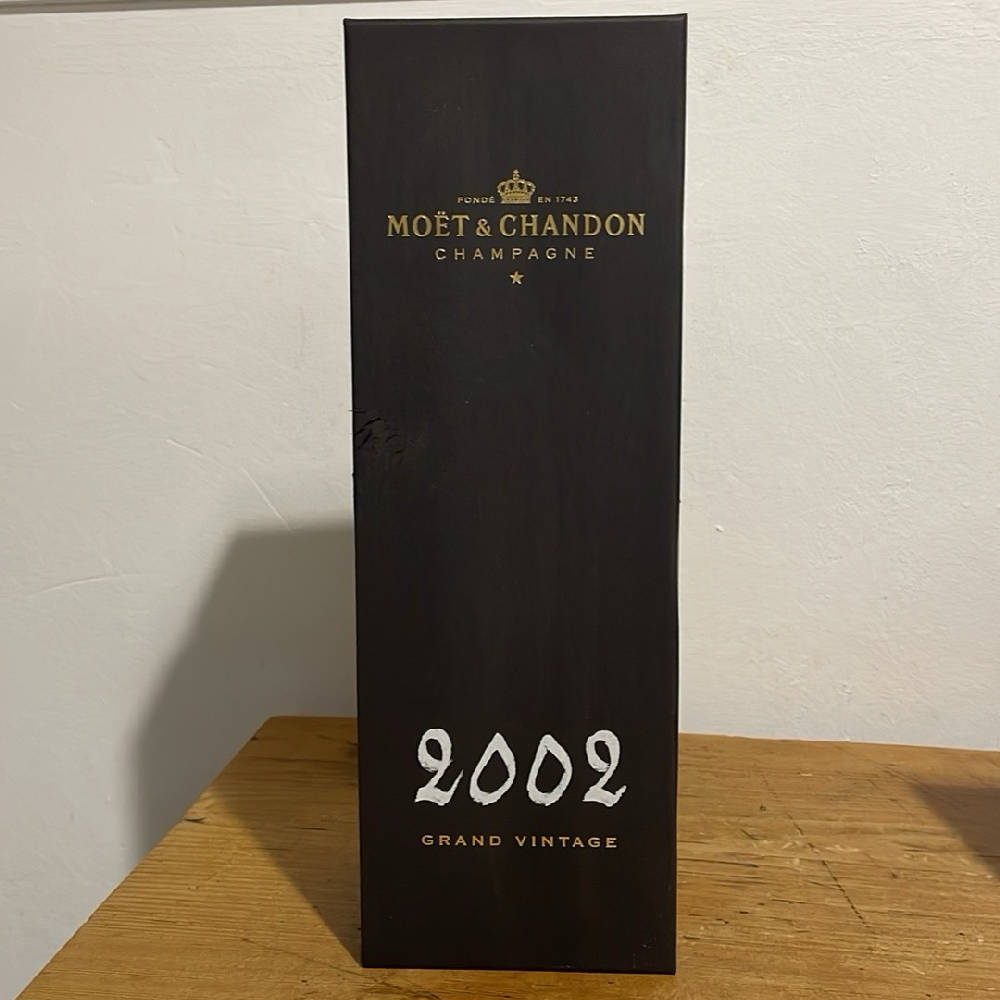 FONDÉ EN 1743
MOËT & CHANDON
CHAMPAGNE
2002
GRAND VINTAGE